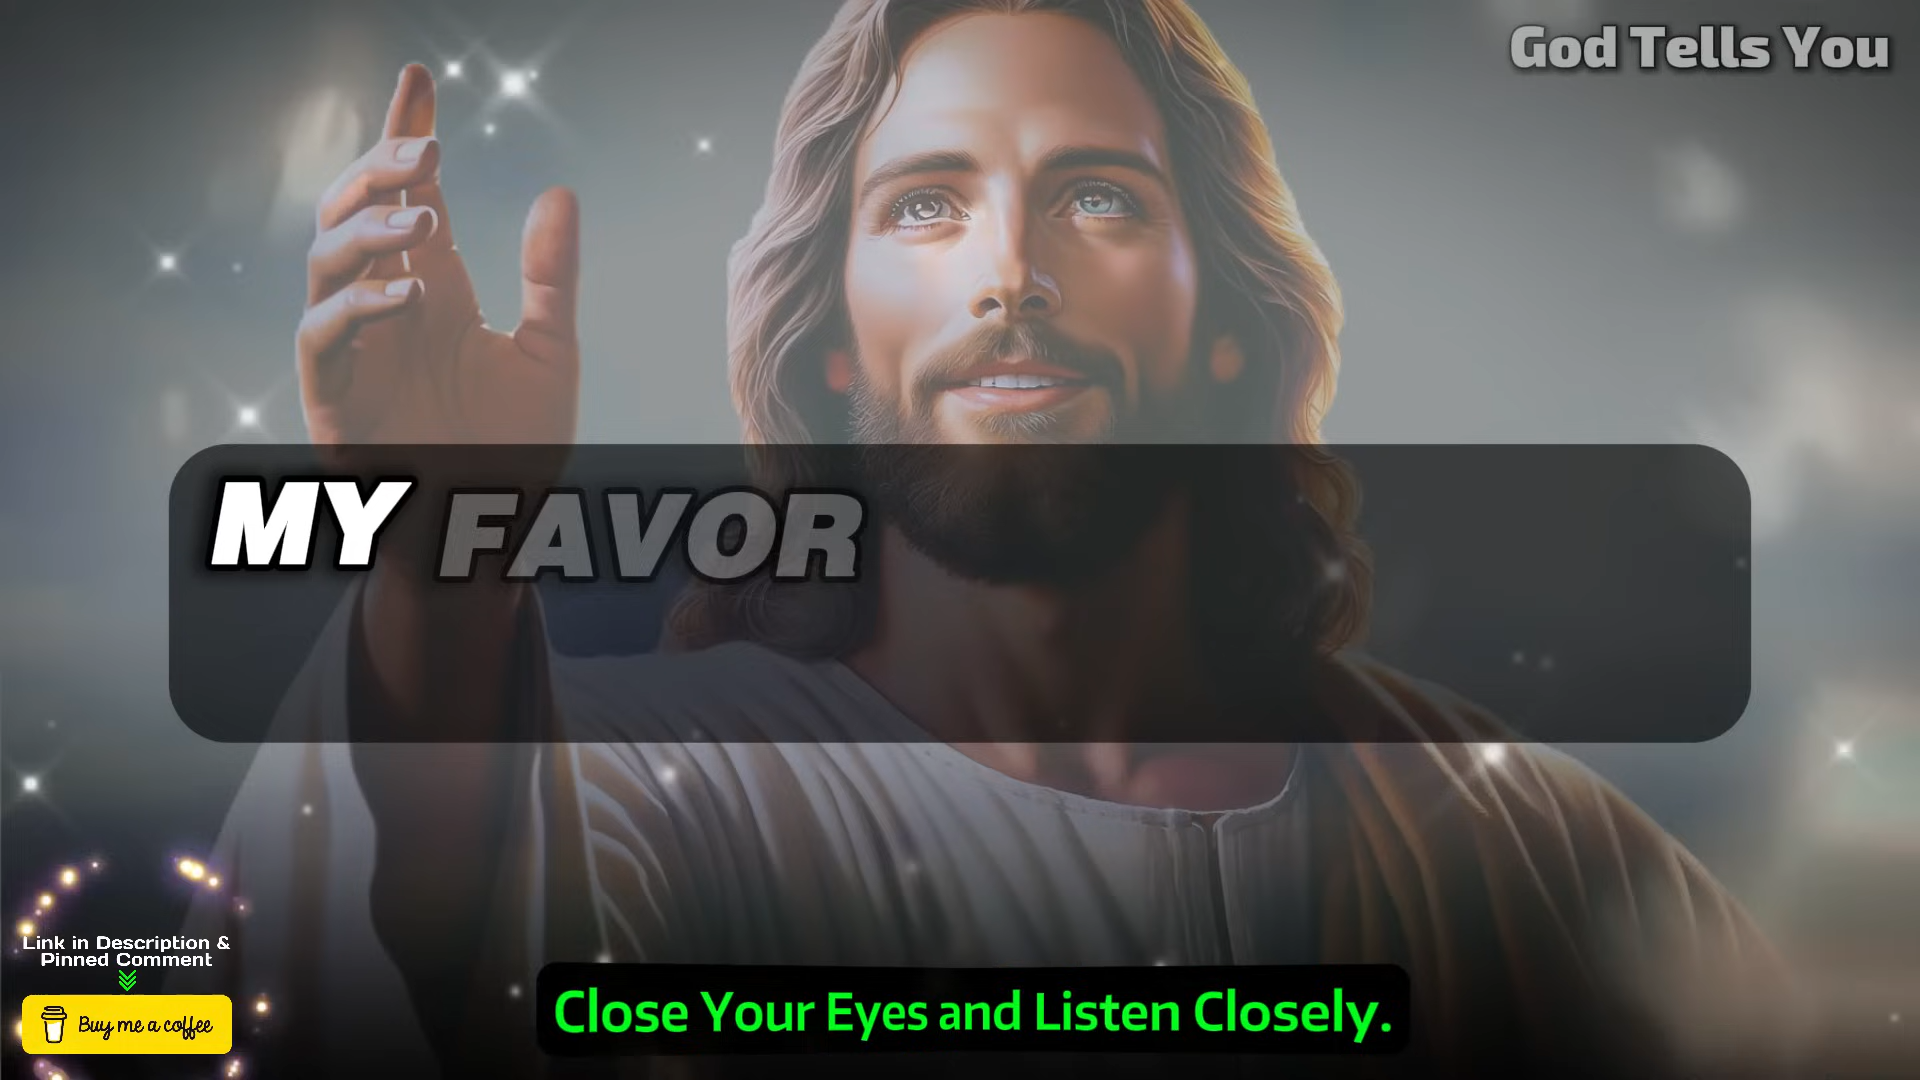 God Tells You
MY FAVOR
Link in Description &
Pinned Comment
Buy me a coffee
Close Your Eyes and Listen Closely.